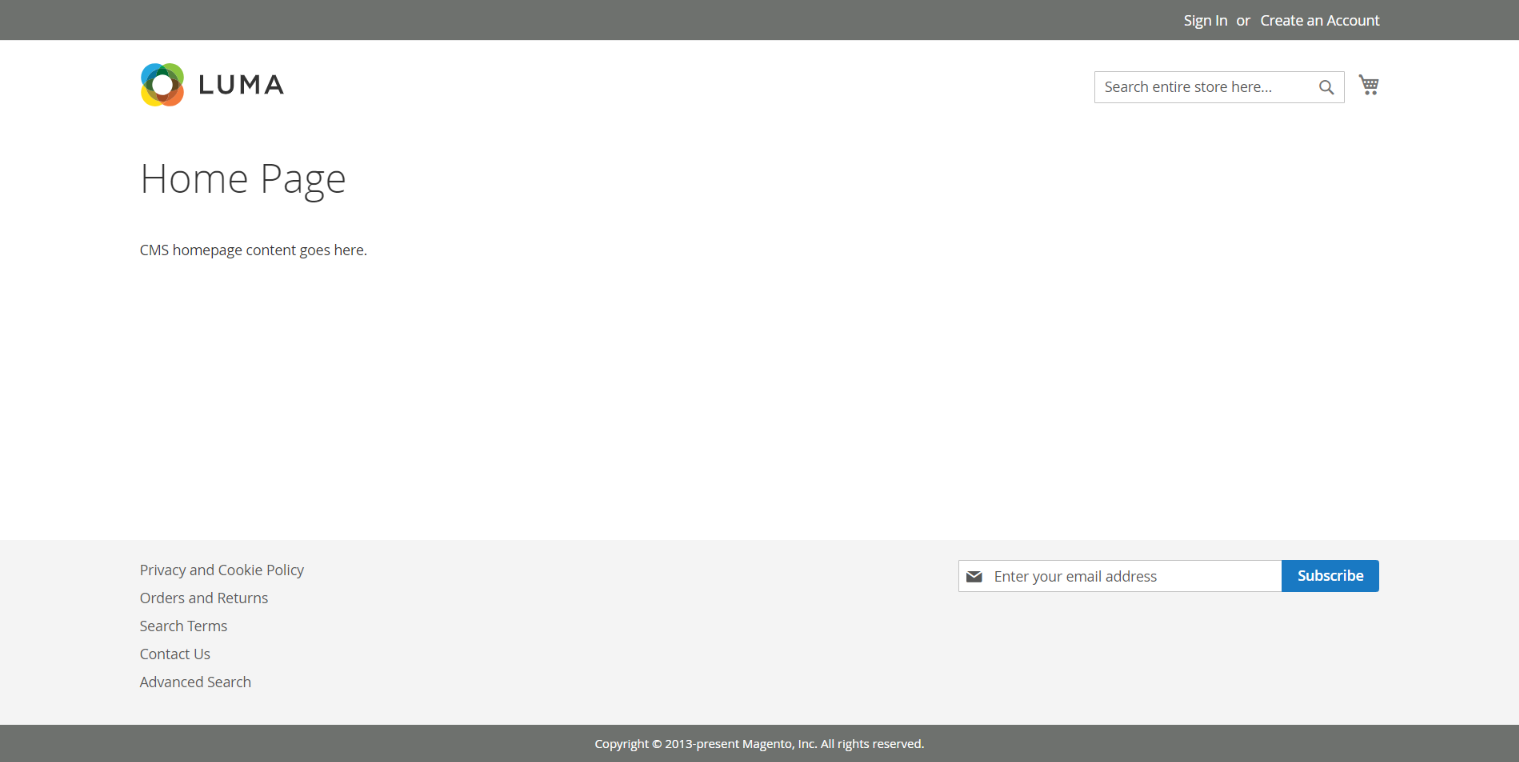 Sign In or Create an Account
LUMA
Search entire store here...
Home Page
CMS homepage content goes here.
Privacy and Cookie Policy
Orders and Returns
Search Terms
Contact Us
Advanced Search
Enter your email address
Subscribe
Copyright © 2013-present Magento, Inc. All rights reserved.